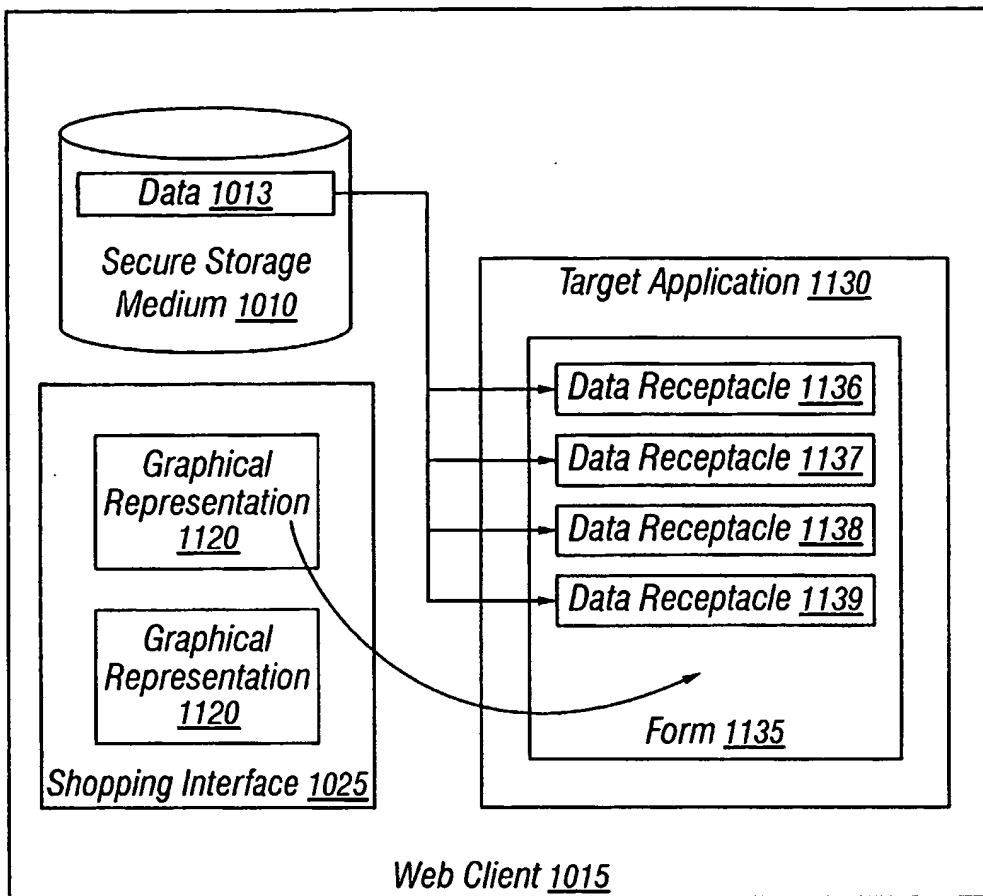 Data 1013
Secure Storage
Medium 1010
Target Application 1130
Data Receptacle 1136
Data Receptacle 1137
Data Receptacle 1138
Data Receptacle 1139
Form 1135
Graphical
Representation
1120
Graphical
Representation
1120
Shopping Interface 1025
Web Client 1015